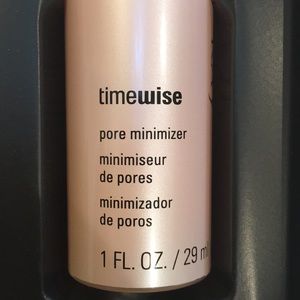 timewise
pore minimizer
minimiseur
de pores
minimizador
de poros
1 FL. OZ. / 29 m